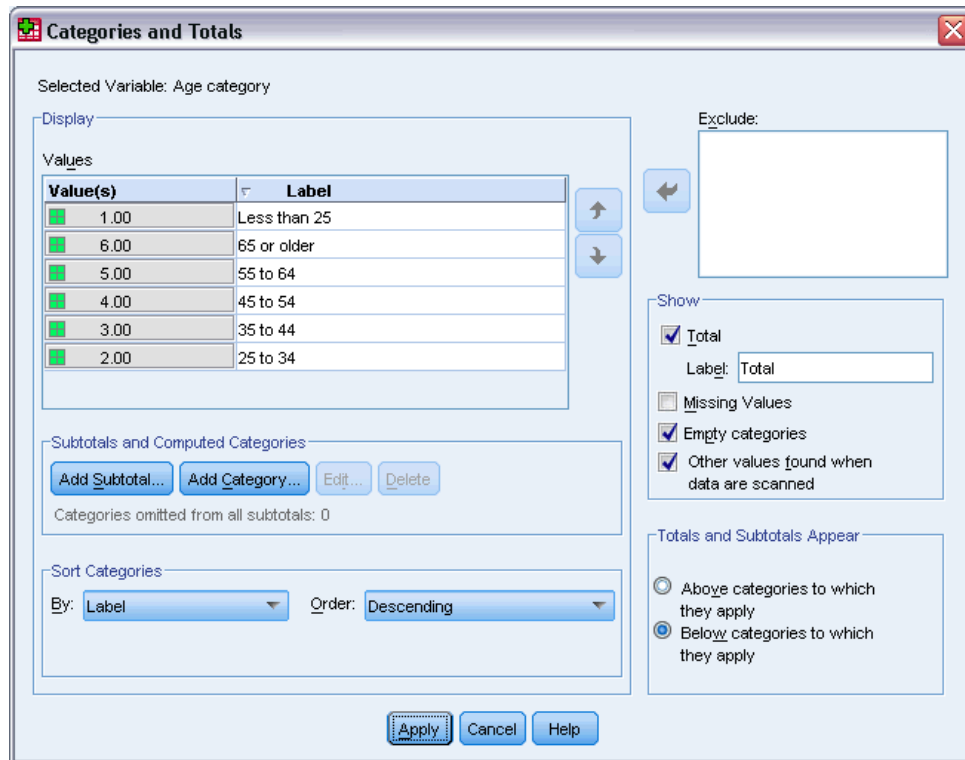 Categories and Totals
Selected Variable: Age category
Display
Values
Value(s) Label
1.00 Less than 25
6.00 65 or older
5.00 55 to 64
4.00 45 to 54
3.00 35 to 44
2.00 25 to 34
Subtotals and Computed Categories
Add Subtotal... Add Category... Edit... Delete
Categories omitted from all subtotals: 0
Sort Categories
By: Label Order: Descending
Exclude:
Show
Total
Label: Total
Missing Values
Empty categories
Other values found when
data are scanned
Totals and Subtotals Appear
Above categories to which
they apply
Below categories to which
they apply
Apply Cancel Help